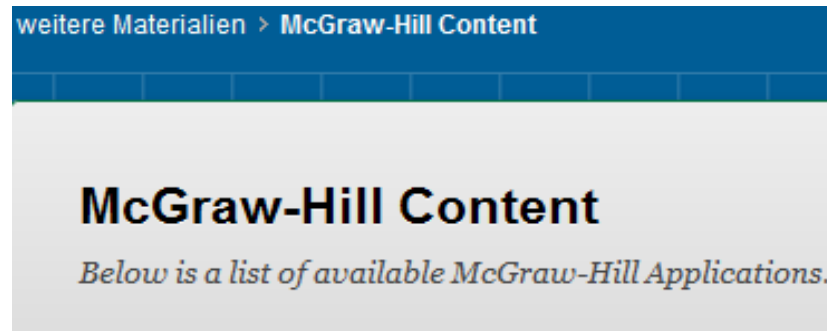 weitere Materialien > McGraw-Hill Content
McGraw-Hill Content
Below is a list of available McGraw-Hill Applications.